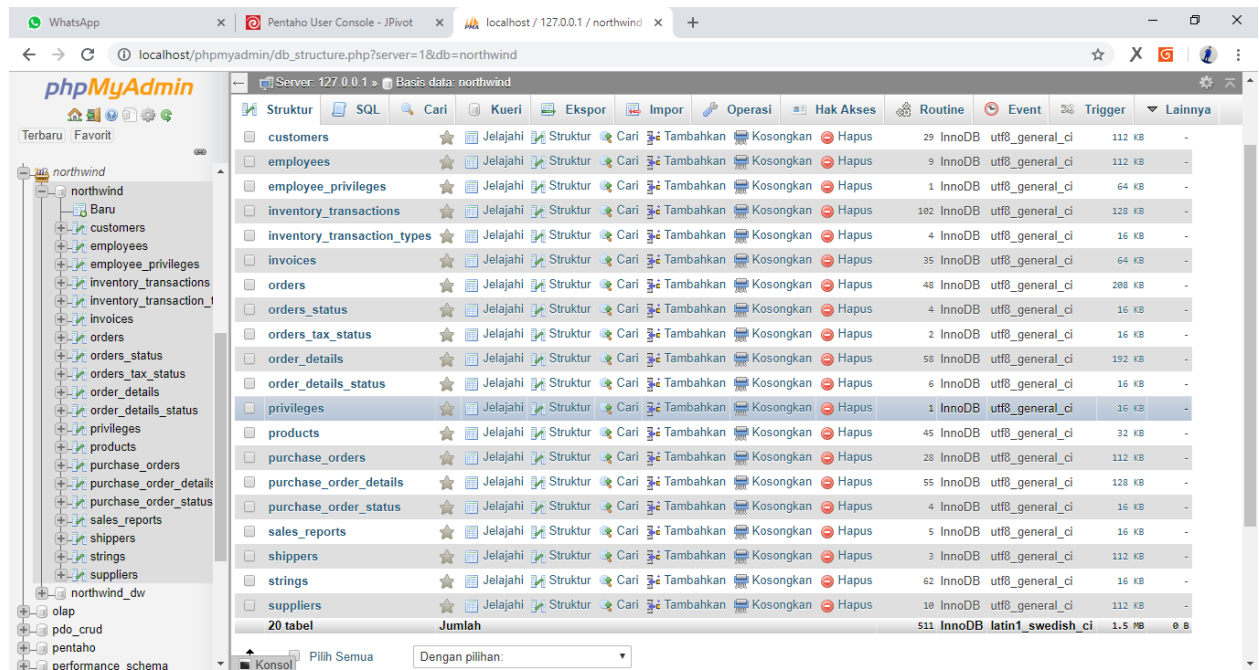 WhatsApp
Pentaho User Console - JPivot
localhost / 127.0.0.1 / northwind
localhost/phpmyadmin/db_structure.php?server=1&db=northwind
phpMyAdmin
Terbaru Favorit
northwind
northwind
Baru
customers
employees
employee_privileges
inventory_transactions
inventory_transaction_t
invoices
orders
orders_status
orders_tax_status
order_details
order_details_status
privileges
products
purchase_orders
purchase_order_details
purchase_order_status
sales_reports
shippers
strings
suppliers
northwind_dw
olap
pdo_crud
pentaho
performance_schema
Server: 127.0.0.1 » Basis data: northwind
Struktur SQL Cari Kueri Ekspor Impor Operasi Hak Akses Routine Event Trigger Lainnya
customers Jelajahi Struktur Cari Tambahkan Kosongkan Hapus 29 InnoDB utf8_general_ci 112 KB -
employees Jelajahi Struktur Cari Tambahkan Kosongkan Hapus 9 InnoDB utf8_general_ci 112 KB -
employee_privileges Jelajahi Struktur Cari Tambahkan Kosongkan Hapus 1 InnoDB utf8_general_ci 64 KB -
inventory_transactions Jelajahi Struktur Cari Tambahkan Kosongkan Hapus 102 InnoDB utf8_general_ci 128 KB -
inventory_transaction_types Jelajahi Struktur Cari Tambahkan Kosongkan Hapus 4 InnoDB utf8_general_ci 16 KB -
invoices Jelajahi Struktur Cari Tambahkan Kosongkan Hapus 35 InnoDB utf8_general_ci 64 KB -
orders Jelajahi Struktur Cari Tambahkan Kosongkan Hapus 48 InnoDB utf8_general_ci 208 KB -
orders_status Jelajahi Struktur Cari Tambahkan Kosongkan Hapus 4 InnoDB utf8_general_ci 16 KB -
orders_tax_status Jelajahi Struktur Cari Tambahkan Kosongkan Hapus 2 InnoDB utf8_general_ci 16 KB -
order_details Jelajahi Struktur Cari Tambahkan Kosongkan Hapus 58 InnoDB utf8_general_ci 192 KB -
order_details_status Jelajahi Struktur Cari Tambahkan Kosongkan Hapus 6 InnoDB utf8_general_ci 16 KB -
privileges Jelajahi Struktur Cari Tambahkan Kosongkan Hapus 1 InnoDB utf8_general_ci 16 KB -
products Jelajahi Struktur Cari Tambahkan Kosongkan Hapus 45 InnoDB utf8_general_ci 32 KB -
purchase_orders Jelajahi Struktur Cari Tambahkan Kosongkan Hapus 28 InnoDB utf8_general_ci 112 KB -
purchase_order_details Jelajahi Struktur Cari Tambahkan Kosongkan Hapus 55 InnoDB utf8_general_ci 128 KB -
purchase_order_status Jelajahi Struktur Cari Tambahkan Kosongkan Hapus 4 InnoDB utf8_general_ci 16 KB -
sales_reports Jelajahi Struktur Cari Tambahkan Kosongkan Hapus 5 InnoDB utf8_general_ci 16 KB -
shippers Jelajahi Struktur Cari Tambahkan Kosongkan Hapus 3 InnoDB utf8_general_ci 112 KB -
strings Jelajahi Struktur Cari Tambahkan Kosongkan Hapus 62 InnoDB utf8_general_ci 16 KB -
suppliers Jelajahi Struktur Cari Tambahkan Kosongkan Hapus 10 InnoDB utf8_general_ci 112 KB -
20 tabel Jumlah 511 InnoDB latin1_swedish_ci 1.5 MB 0 B
Pilih Semua Dengan pilihan:
Konsol